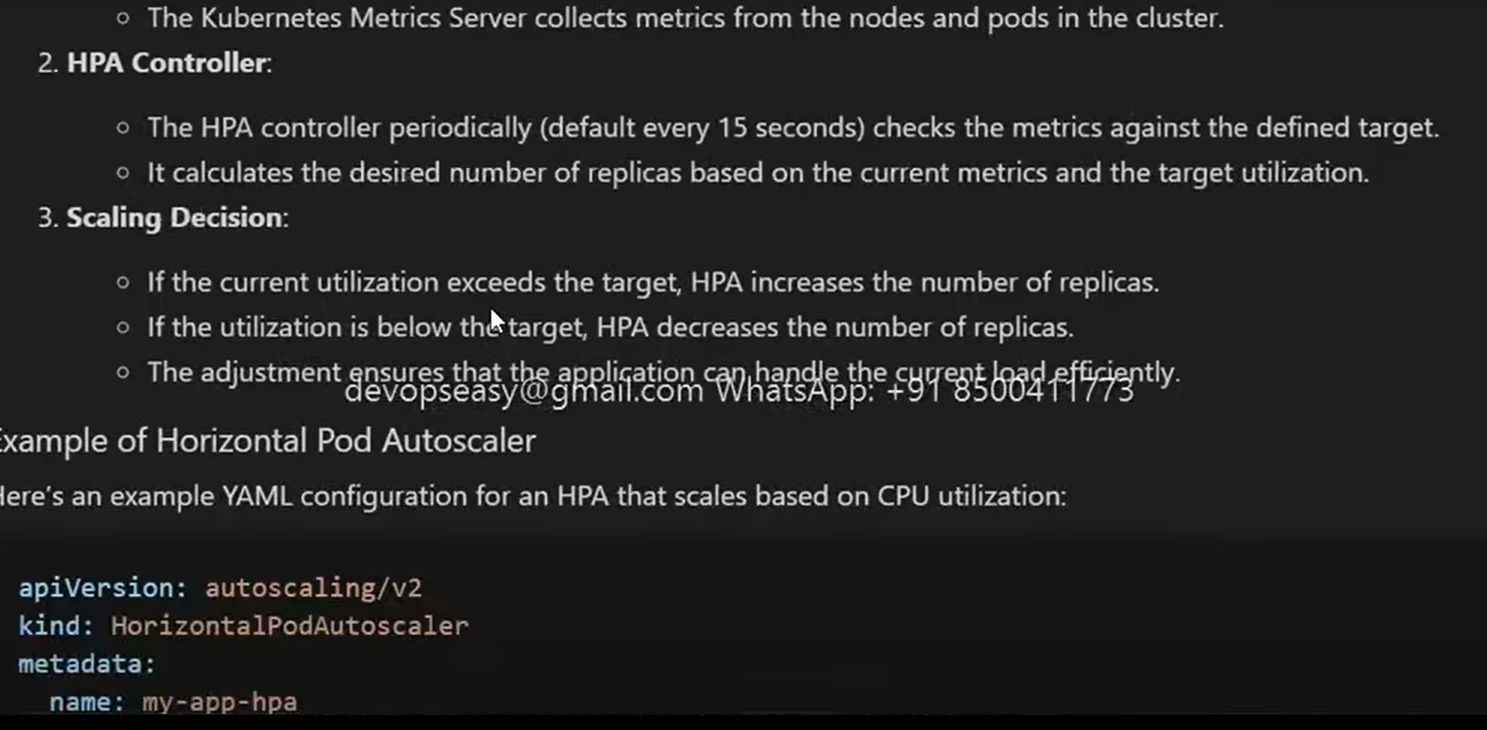 ○ The Kubernetes Metrics Server collects metrics from the nodes and pods in the cluster.
2. HPA Controller:
○ The HPA controller periodically (default every 15 seconds) checks the metrics against the defined target.
○ It calculates the desired number of replicas based on the current metrics and the target utilization.
3. Scaling Decision:
○ If the current utilization exceeds the target, HPA increases the number of replicas.
○ If the utilization is below the target, HPA decreases the number of replicas.
○ The adjustment ensures that the application can handle the current load efficiently.
devopseasy@gmail.com WhatsApp: +91 8500411773
Example of Horizontal Pod Autoscaler
Here's an example YAML configuration for an HPA that scales based on CPU utilization:
apiVersion: autoscaling/v2
kind: HorizontalPodAutoscaler
metadata:
  name: my-app-hpa